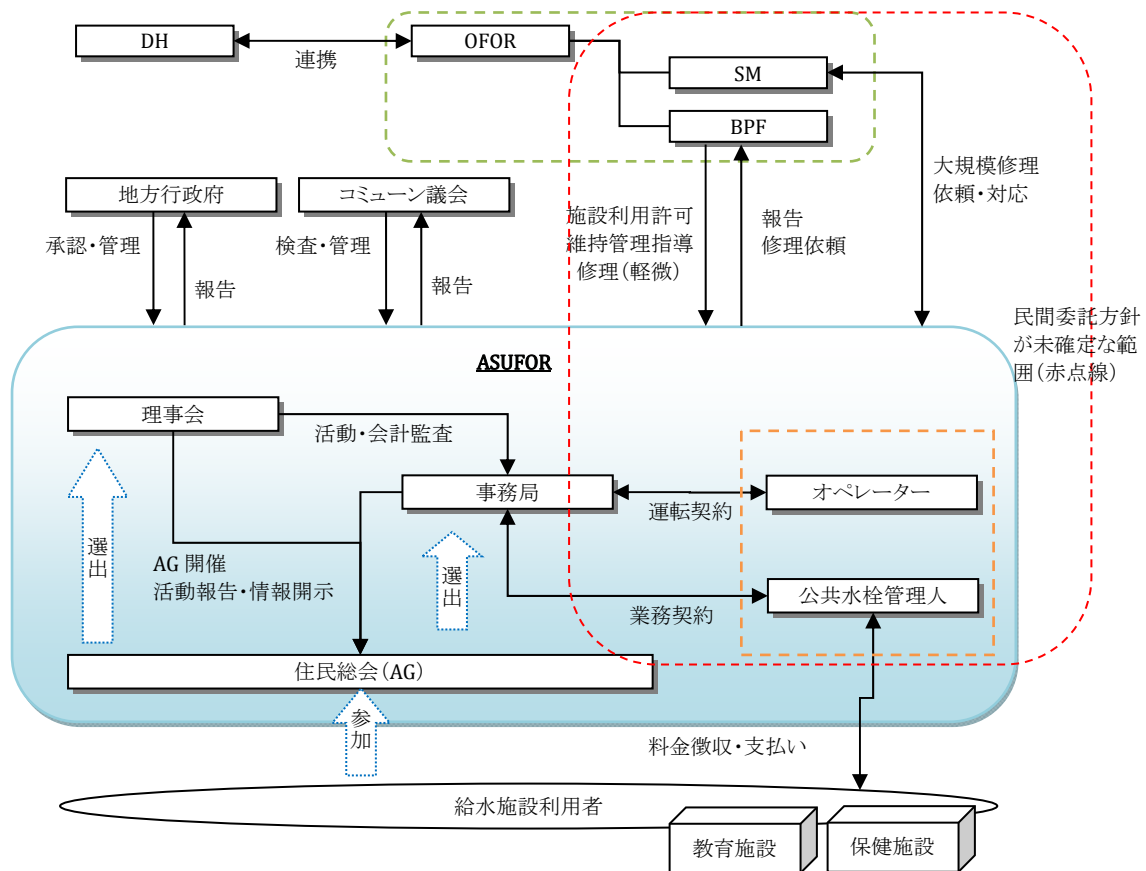 DH
連携
OFOR
SM
BPF
大規模修理
依頼・対応
地方行政府
コミューン議会
承認・管理
報告
検査・管理
報告
施設利用許可
維持管理指導
修理(軽微)
報告
修理依頼
民間委託方針
が未確定な範
囲(赤点線)
ASUFOR
理事会
活動・会計監査
事務局
運転契約
オペレーター
選出
AG 開催
活動報告・情報開示
選出
業務契約
公共水栓管理人
住民総会(AG)
参加
料金徴収・支払い
給水施設利用者
教育施設
保健施設